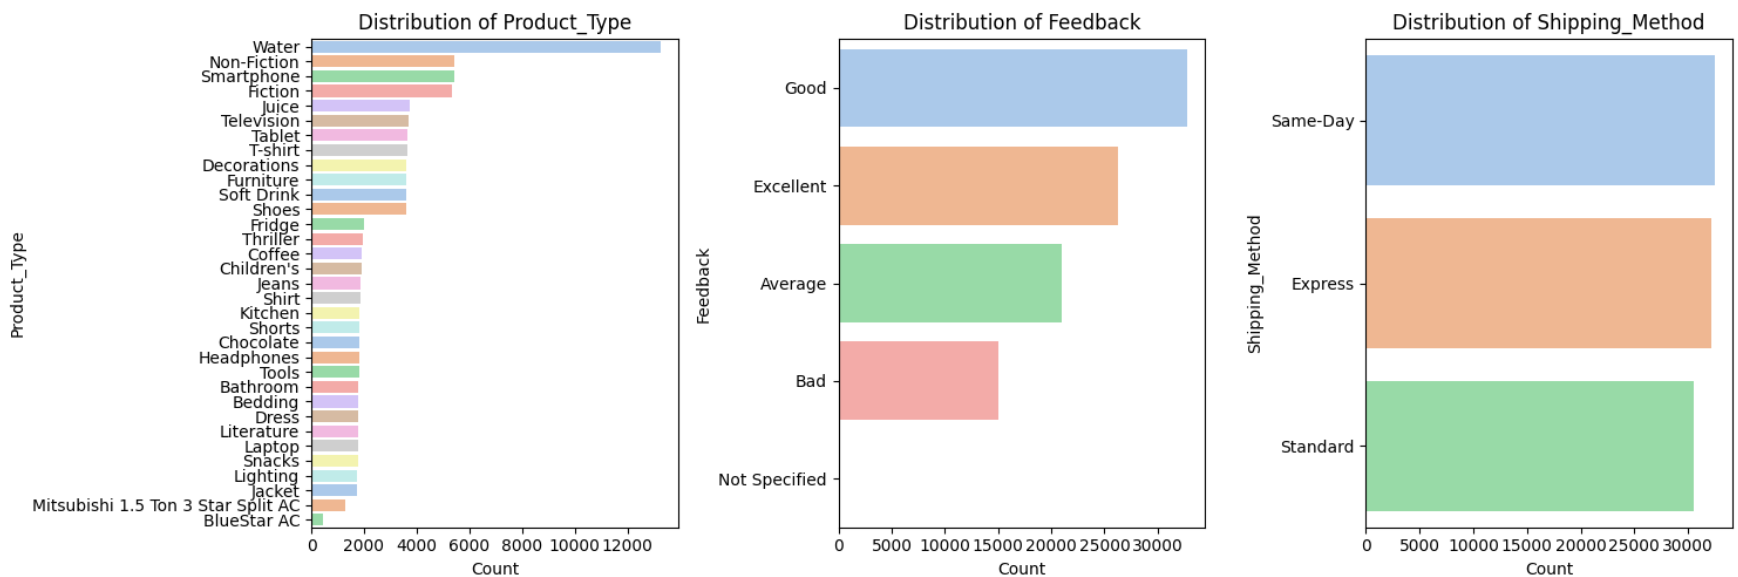 Distribution of Product_Type
Product_Type
Water
Non-Fiction
Smartphone
Fiction
Juice
Television
Tablet
T-shirt
Decorations
Furniture
Soft Drink
Shoes
Fridge
Thriller
Coffee
Children's
Jeans
Shirt
Kitchen
Shorts
Chocolate
Headphones
Tools
Bathroom
Bedding
Dress
Literature
Laptop
Snacks
Lighting
Jacket
Mitsubishi 1.5 Ton 3 Star Split AC
BlueStar AC
0 2000 4000 6000 8000 10000 12000
Count
Distribution of Feedback
Feedback
Good
Excellent
Average
Bad
Not Specified
0 5000 10000 15000 20000 25000 30000
Count
Distribution of Shipping_Method
Shipping_Method
Same-Day
Express
Standard
0 5000 10000 15000 20000 25000 30000
Count